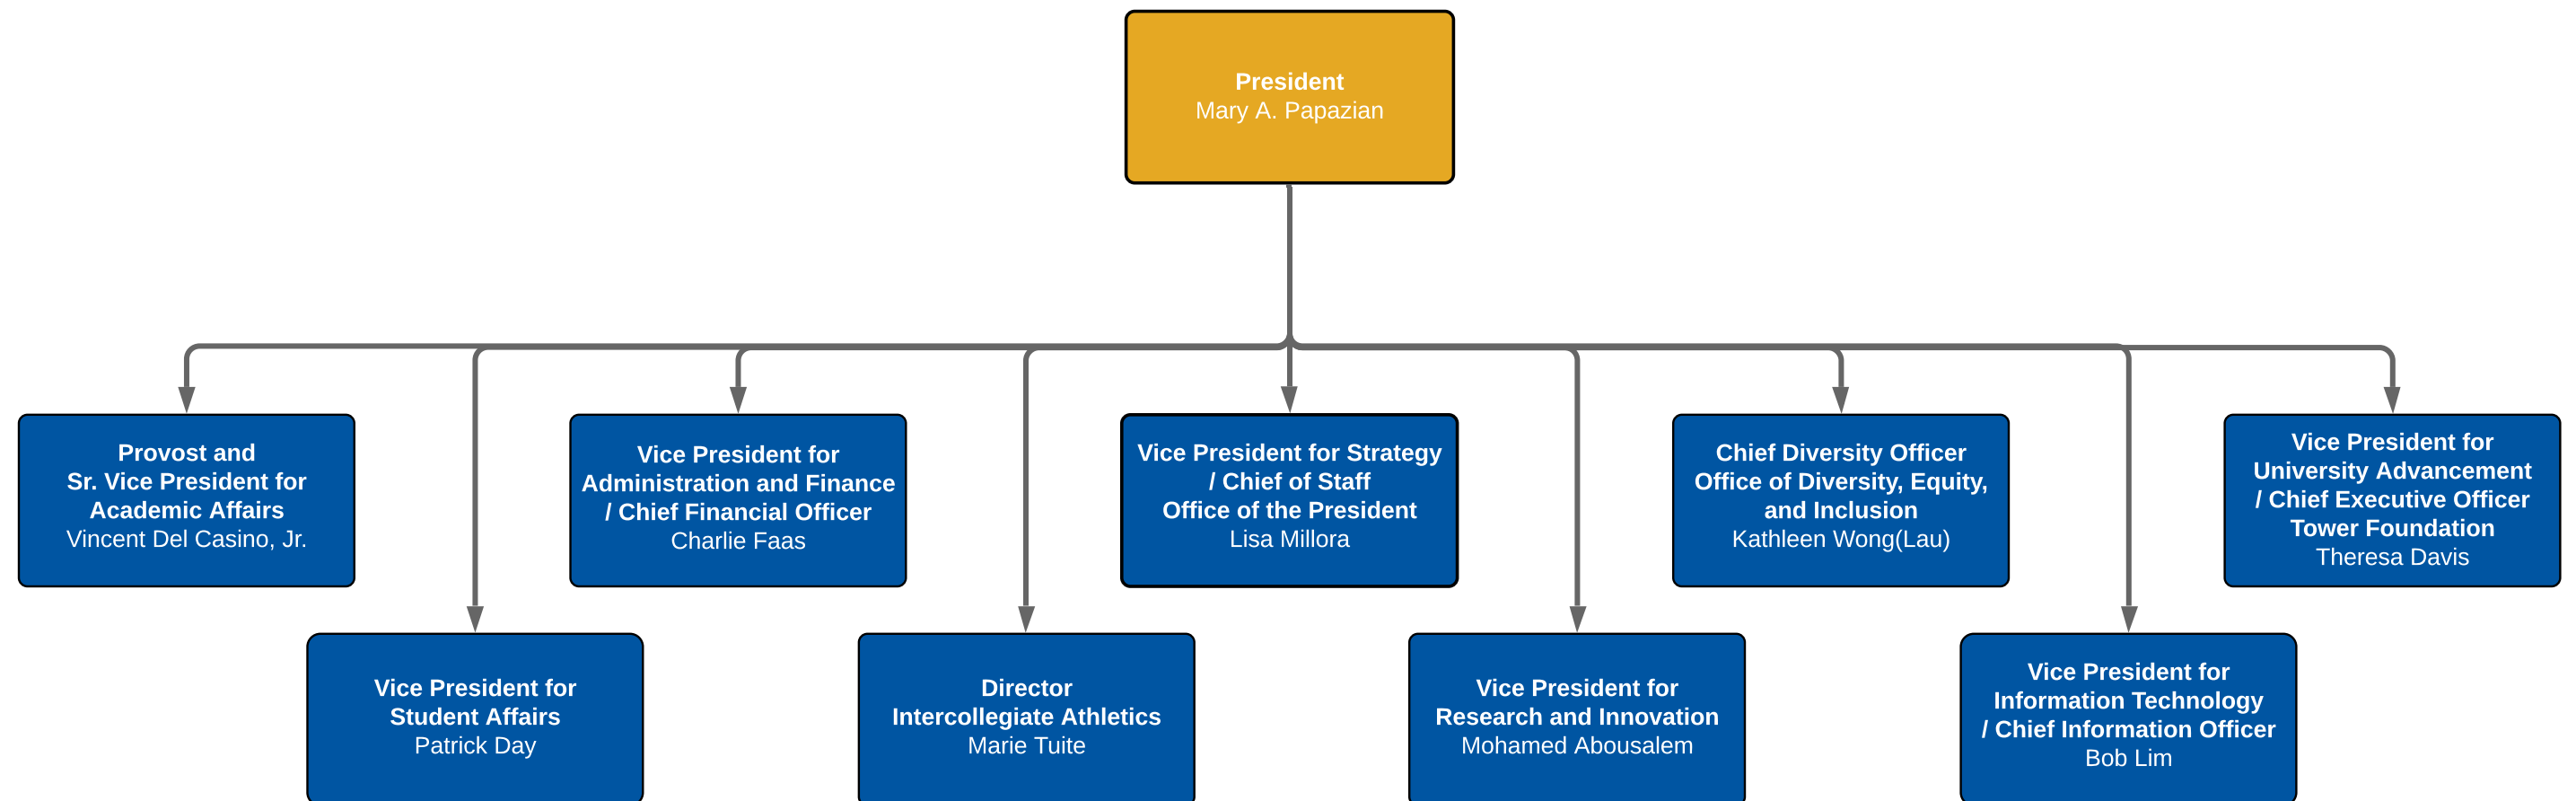 President
Mary A. Papazian
Provost and
Sr. Vice President for
Academic Affairs
Vincent Del Casino, Jr.
Vice President for
Administration and Finance
/ Chief Financial Officer
Charlie Faas
Vice President for Strategy
/ Chief of Staff
Office of the President
Lisa Millora
Chief Diversity Officer
Office of Diversity, Equity,
and Inclusion
Kathleen Wong(Lau)
Vice President for
University Advancement
/ Chief Executive Officer
Tower Foundation
Theresa Davis
Vice President for
Student Affairs
Patrick Day
Director
Intercollegiate Athletics
Marie Tuite
Vice President for
Research and Innovation
Mohamed Abousalem
Vice President for
Information Technology
/ Chief Information Officer
Bob Lim